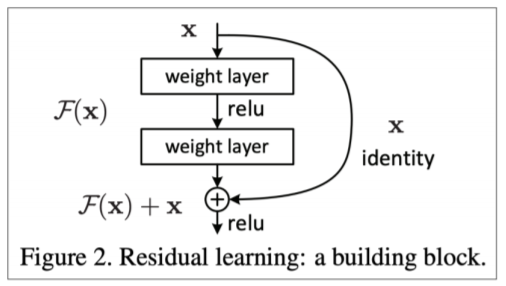 x
weight layer
F(x)
relu
x
weight layer
identity
F(x) + x
relu
Figure 2. Residual learning: a building block.